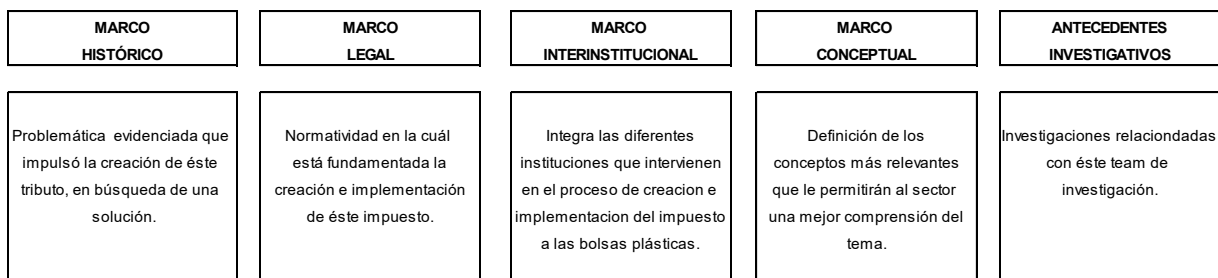 MARCO
HISTÓRICO
MARCO
LEGAL
MARCO
INTERINSTITUCIONAL
MARCO
CONCEPTUAL
ANTECEDENTES
INVESTIGATIVOS
Problemática evidenciada que
impulsó la creación de éste
tributo, en búsqueda de una
solución.
Normatividad en la cuál
está fundamentada la
creación e implementación
de éste impuesto.
Integra las diferentes
instituciones que intervienen
en el proceso de creacion e
implementacion del impuesto
a las bolsas plásticas.
Definición de los
conceptos más relevantes
que le permitirán al sector
una mejor comprensión del
tema.
Investigaciones relaciondadas
con éste team de
investigación.